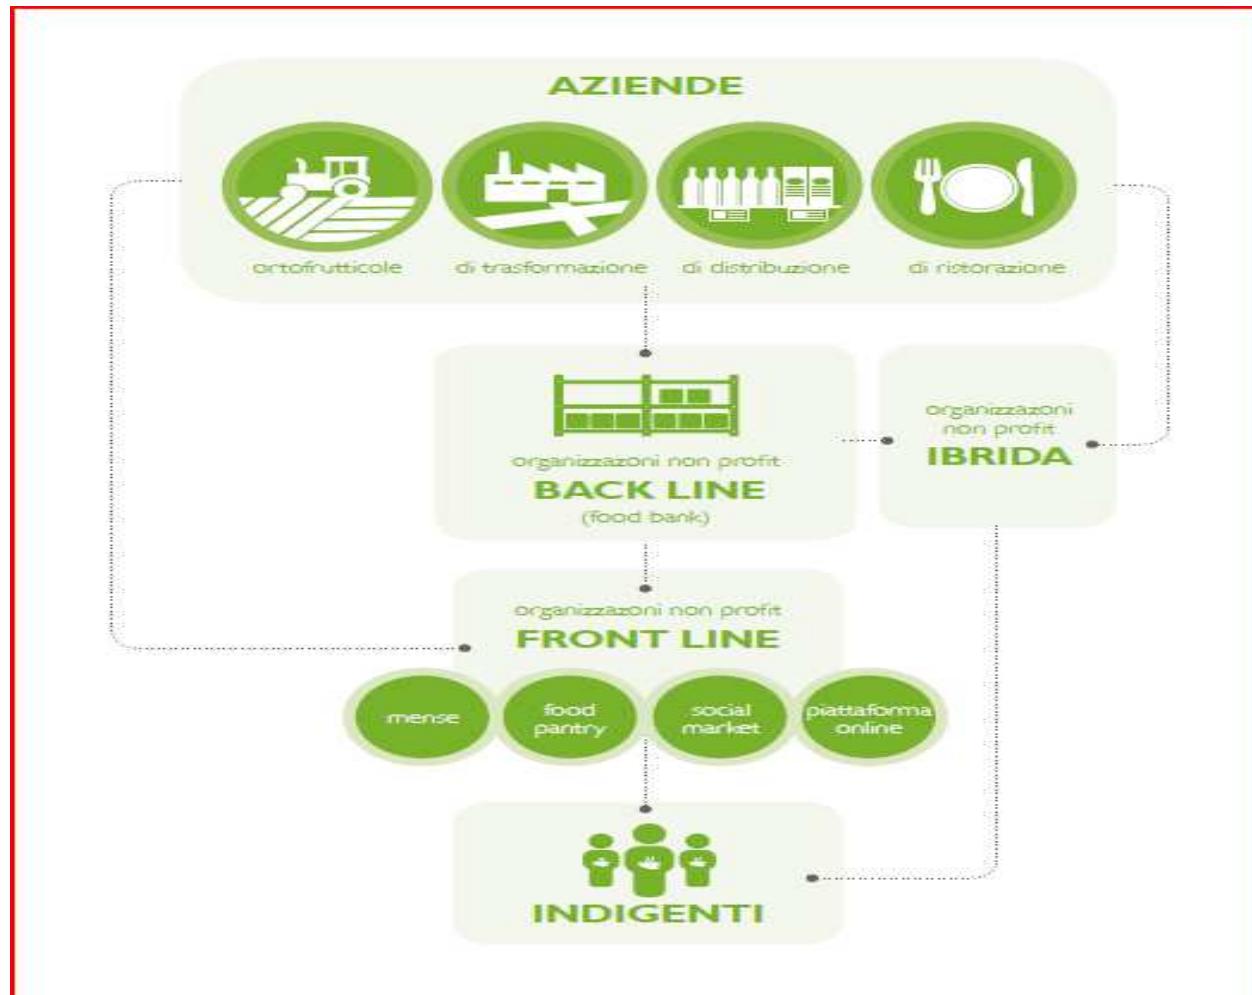 AZIENDE
ortofrutticole
di trasformazione
di distribuzione
di ristorazione
organizzazoni non profit
BACK LINE
(food bank)
organizzazoni
non profit
IBRIDA
organizzazoni non profit
FRONT LINE
mense
food
pantry
social
market
piattaforma
online
INDIGENTI